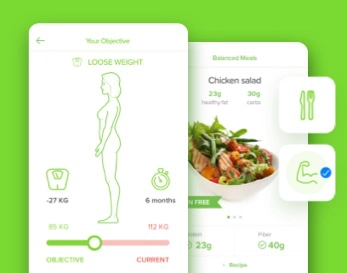 Your Objective
LOOSE WEIGHT
-27 KG
6 months
85 KG
112 KG
OBJECTIVE
CURRENT
Balanced Meals
Chicken salad
23g
30g
healthy fat
carbs
N FREE
Fiber
23g
40g
Recipe